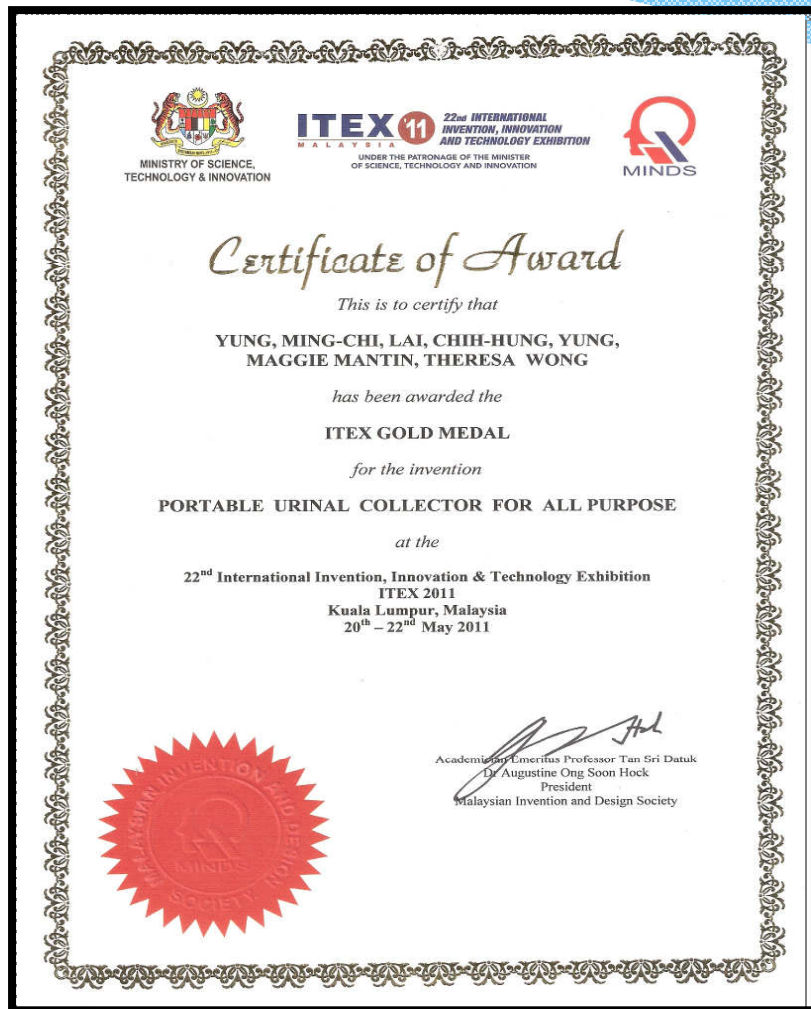 MINISTRY OF SCIENCE,
TECHNOLOGY & INNOVATION
ITEX '11
MALAYSIA
22nd INTERNATIONAL
INVENTION, INNOVATION
AND TECHNOLOGY EXHIBITION
UNDER THE PATRONAGE OF THE MINISTER
OF SCIENCE, TECHNOLOGY AND INNOVATION
MINDS
Certificate of Award
This is to certify that
YUNG, MING-CHI, LAI, CHIH-HUNG, YUNG,
MAGGIE MANTIN, THERESA WONG
has been awarded the
ITEX GOLD MEDAL
for the invention
PORTABLE URINAL COLLECTOR FOR ALL PURPOSE
at the
22nd International Invention, Innovation & Technology Exhibition
ITEX 2011
Kuala Lumpur, Malaysia
20th – 22nd May 2011
Academician Emeritus Professor Tan Sri Datuk
Dr Augustine Ong Soon Hock
President
Malaysian Invention and Design Society
MALAYSIAN INVENTION AND DESIGN SOCIETY
MINDS